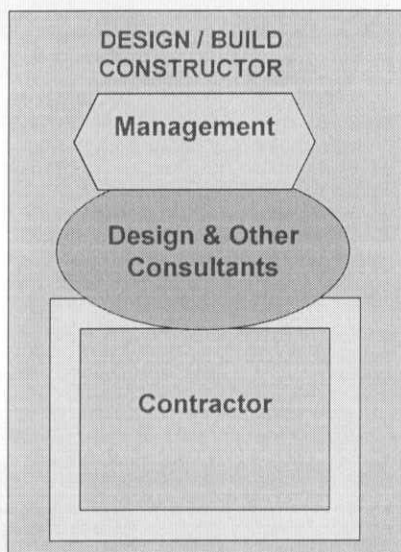 DESIGN / BUILD
CONSTRUCTOR
Management
Design & Other
Consultants
Contractor